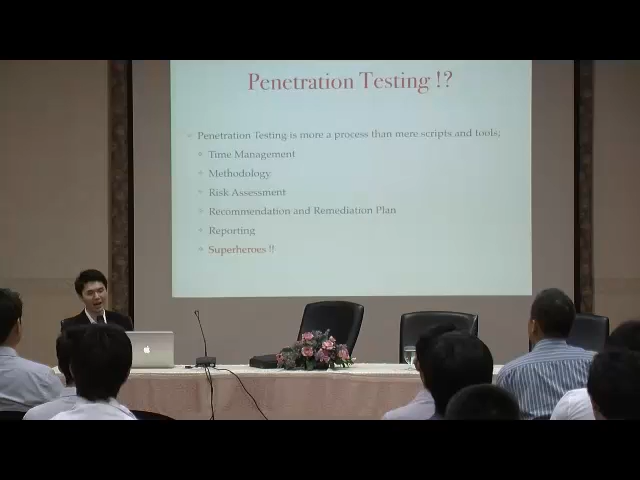 Penetration Testing !?
Penetration Testing is more a process than mere scripts and tools;
Time Management
Methodology
Risk Assessment
Recommendation and Remediation Plan
Reporting
Superheroes !!